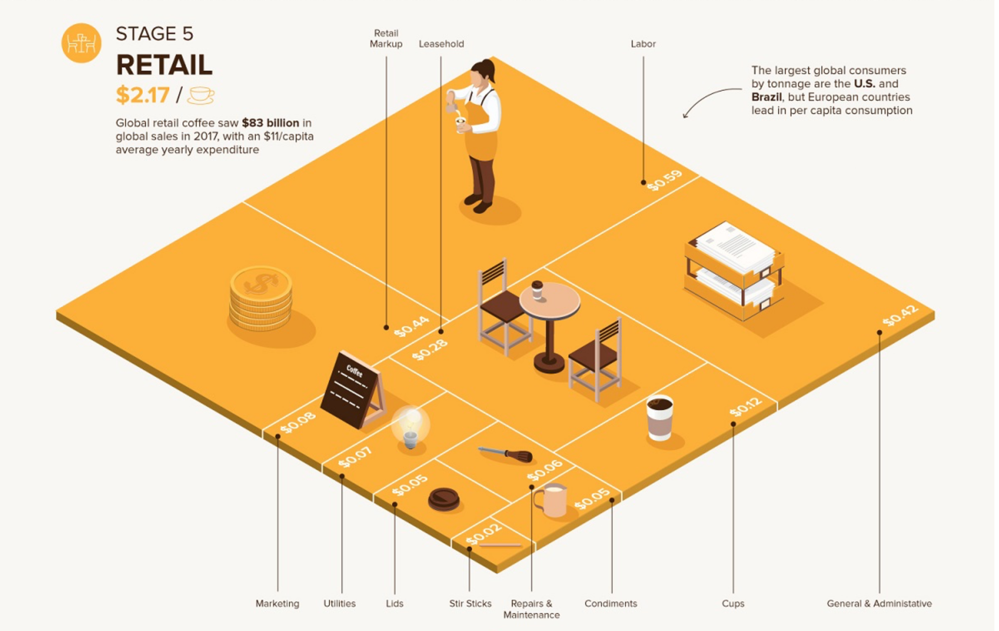 STAGE 5
RETAIL
$2.17 /
Global retail coffee saw $83 billion in
global sales in 2017, with an $11/capita
average yearly expenditure
Retail
Markup
Leasehold
Labor
The largest global consumers
by tonnage are the U.S. and
Brazil, but European countries
lead in per capita consumption
$0.59
$0.44
$0.28
$0.42
Coffee
$0.08
$0.12
$0.07
$0.06
$0.05
$0.05
$0.02
Marketing
Utilities
Lids
Stir Sticks
Repairs &
Maintenance
Condiments
Cups
General & Administative